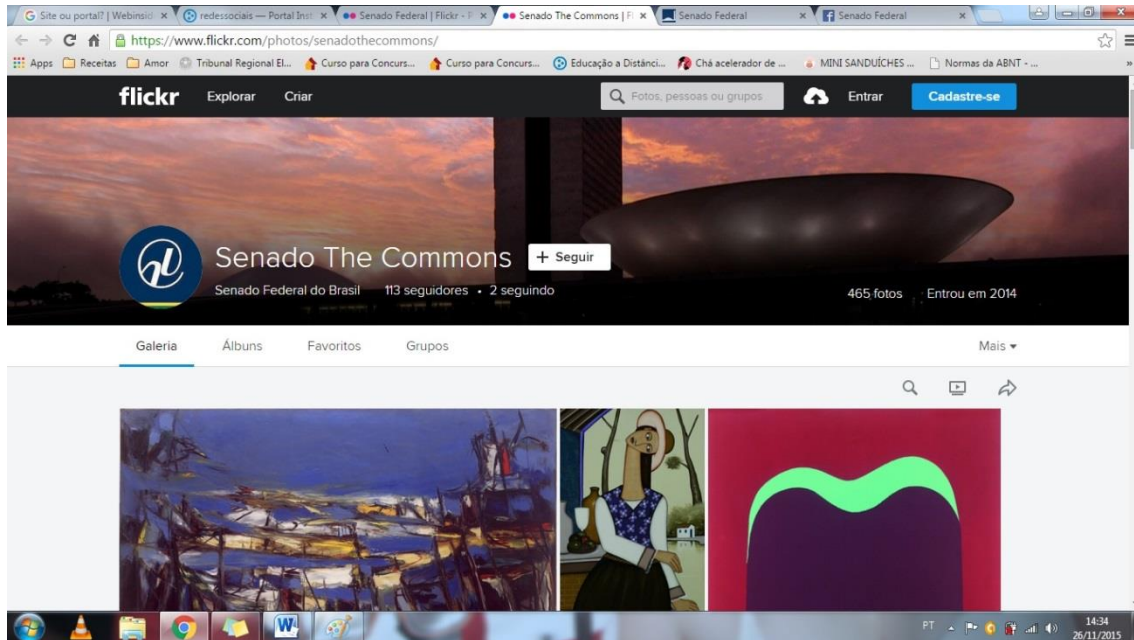 Site ou portal? | Webinsid
redessociais — Portal Inst
Senado Federal | Flickr - P
Senado The Commons | Fl
Senado Federal
Senado Federal
https://www.flickr.com/photos/senadothecommons/
Apps Receitas Amor Tribunal Regional El... Curso para Concurs... Curso para Concurs... Educação a Distânci... Chá acelerador de ... MINI SANDUÍCHES ... Normas da ABNT - ... »
flickr Explorar Criar Fotos, pessoas ou grupos Entrar Cadastre-se
Senado The Commons + Seguir
Senado Federal do Brasil 113 seguidores • 2 seguindo 465 fotos Entrou em 2014
Galeria Álbuns Favoritos Grupos Mais
PT 14:34
26/11/2015